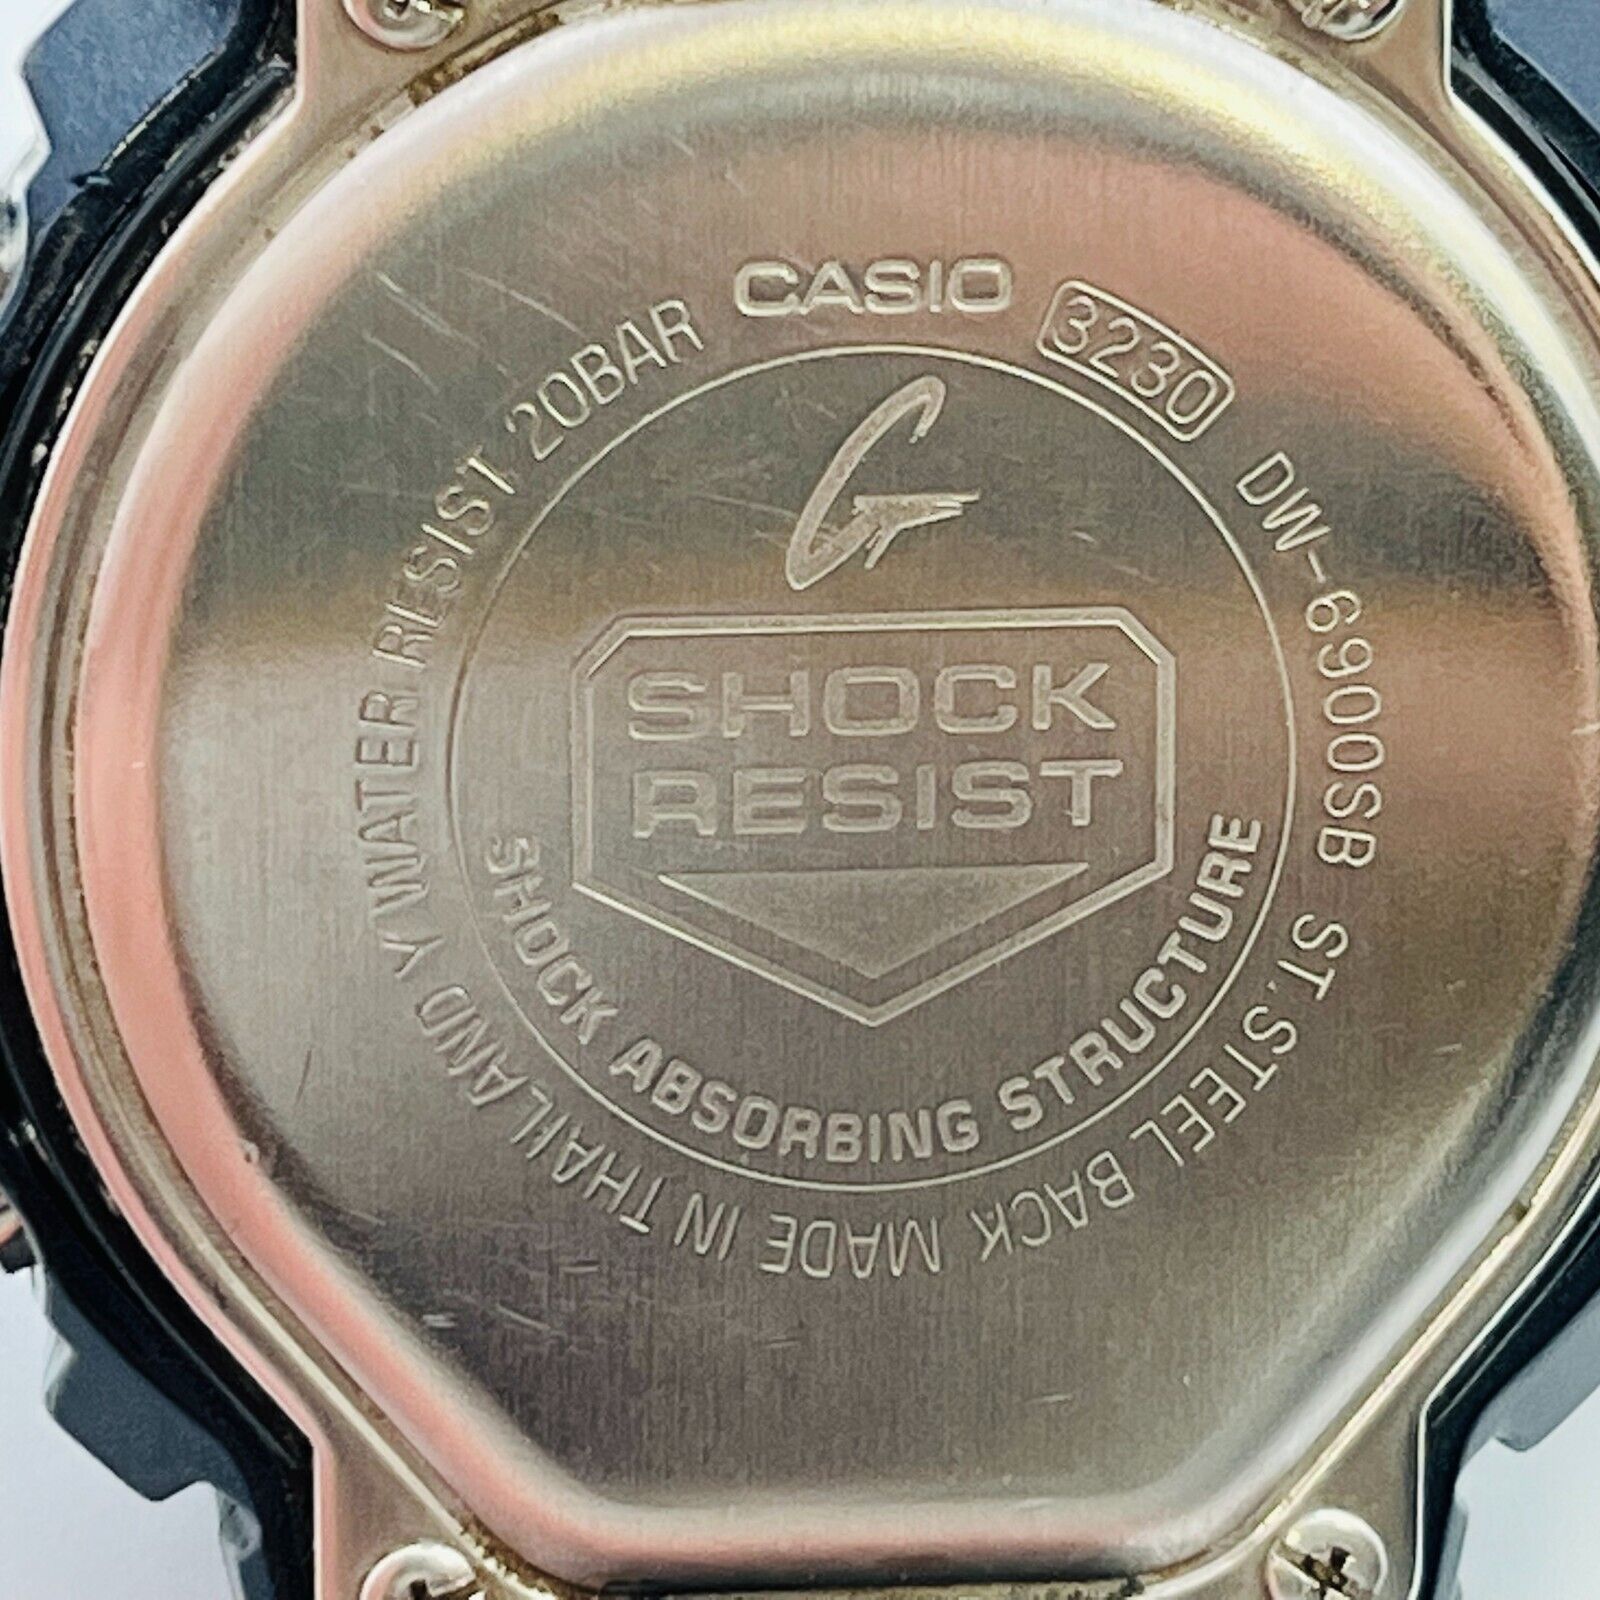 CASIO 3230 DW-6900SB ST.STEEL BACK MADE IN THAILAND Y WATER RESIST 20BAR
G
SHOCK
RESIST
SHOCK ABSORBING STRUCTURE